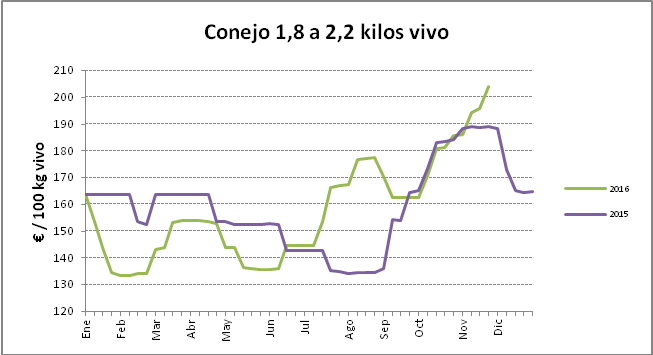 Conejo 1,8 a 2,2 kilos vivo
€ / 100 kg vivo
210
200
190
180
170
160
150
140
130
120
Ene
Feb
Mar
Abr
May
Jun
Jul
Ago
Sep
Oct
Nov
Dic
2016
2015